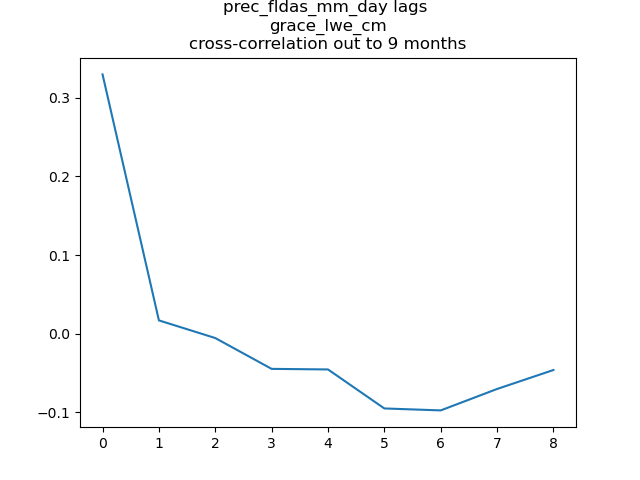 prec_fldas_mm_day lags
grace_lwe_cm
cross-correlation out to 9 months
0.3
0.2
0.1
0.0
−0.1
0 1 2 3 4 5 6 7 8